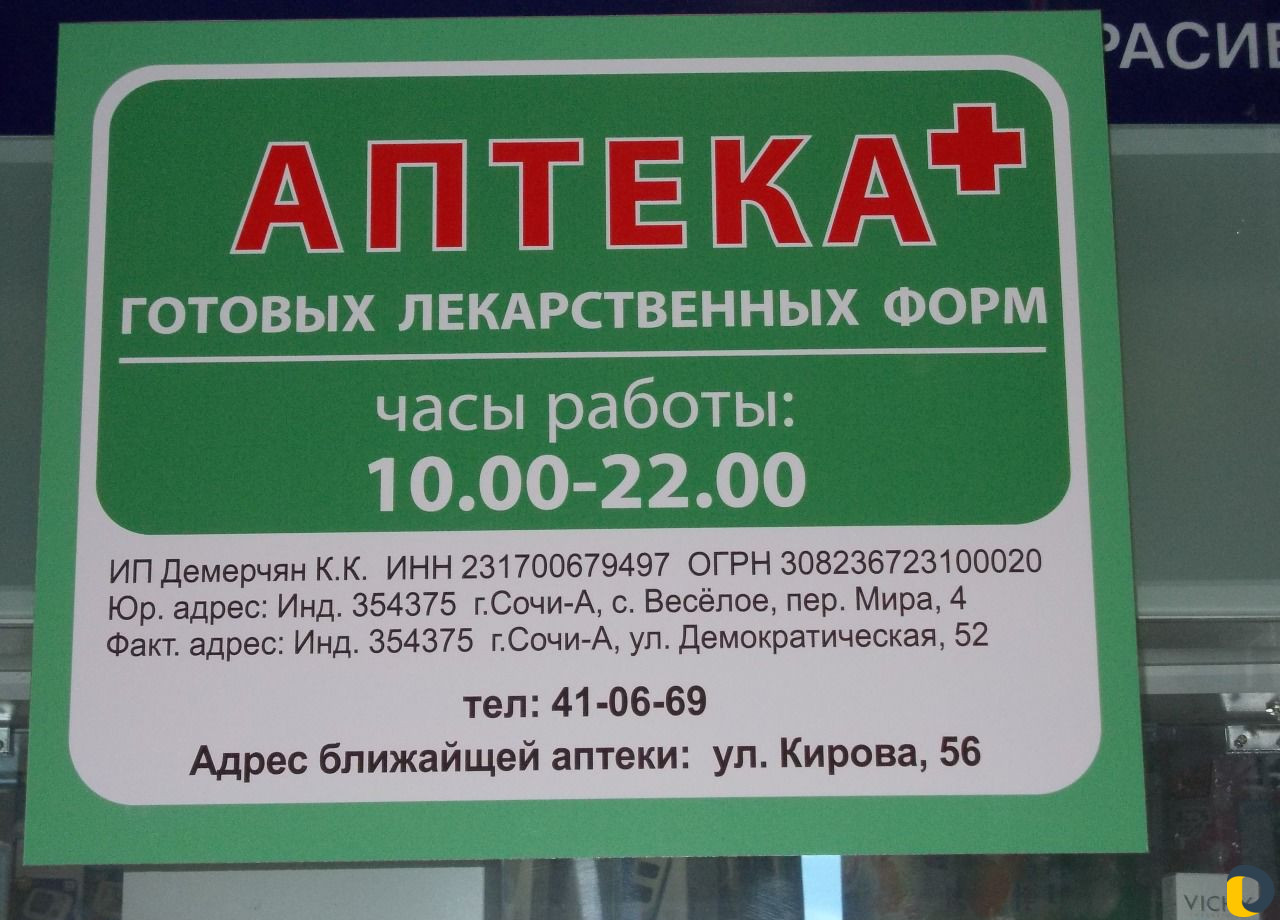 РАСИВ
АПТЕКА+
ГОТОВЫХ ЛЕКАРСТВЕННЫХ ФОРМ
часы работы:
10.00-22.00
ИП Демерчян К.К. ИНН 231700679497 ОГРН 308236723100020
Юр. адрес: Инд. 354375 г.Сочи-А, с. Весёлое, пер. Мира, 4
Факт. адрес: Инд. 354375 г.Сочи-А, ул. Демократическая, 52
тел: 41-06-69
Адрес ближайщей аптеки: ул. Кирова, 56
VICHY